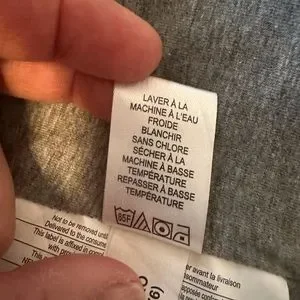 LAVER À LA
MACHINE À L'EAU
FROIDE
BLANCHIR
SANS CHLORE
SÉCHER À LA
MACHINE À BASSE
TEMPÉRATURE
REPASSER À BASSE
TEMPÉRATURE
85F
Not to be removed until
Delivered to the consumer
This label is affixed in
er avant la livraison